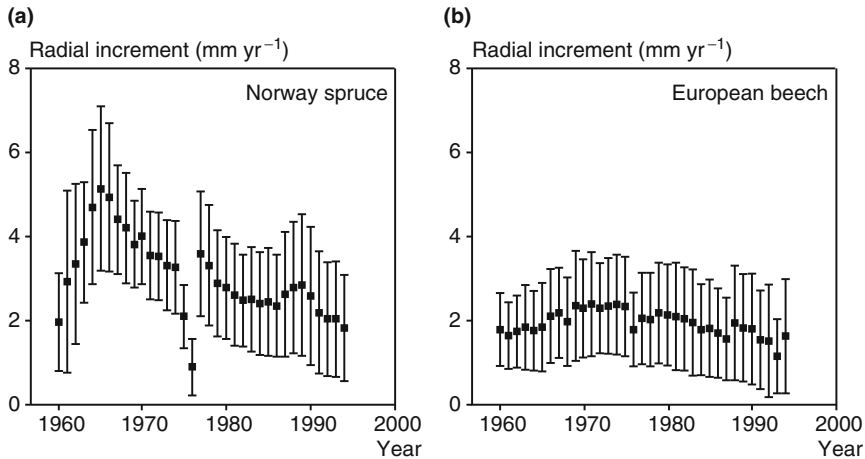 (a)
Radial increment (mm yr⁻¹)
8
6
4
2
0
Norway spruce
1960 1970 1980 1990 2000
Year
(b)
Radial increment (mm yr⁻¹)
8
6
4
2
0
European beech
1960 1970 1980 1990 2000
Year